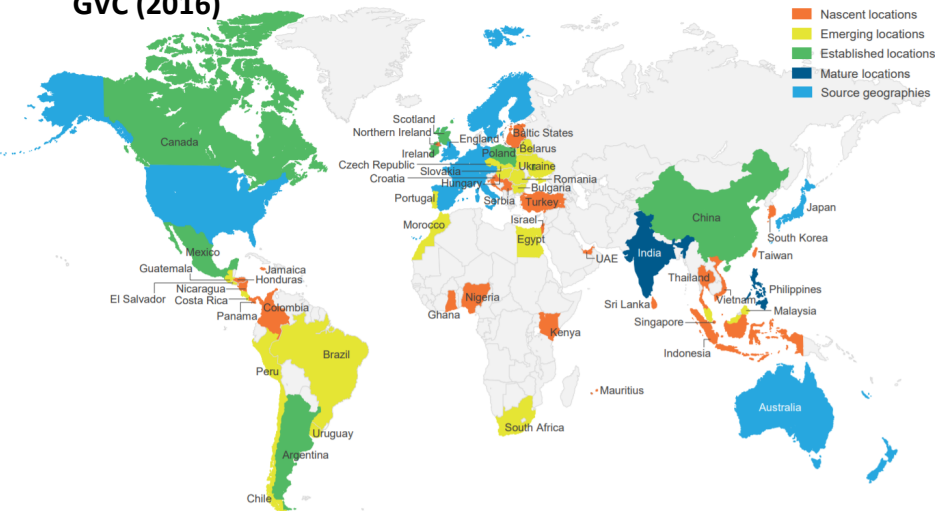 GVC (2016)
Nascent locations
Emerging locations
Established locations
Mature locations
Source geographies
Canada
Scotland
Northern Ireland
England
Baltic States
Ireland
Poland
Belarus
Czech Republic
Ukraine
Slovakia
Croatia
Romania
Hungary
Bulgaria
Portugal
Serbia
Turkey
Morocco
Israel
Egypt
UAE
China
Japan
South Korea
Taiwan
India
Mexico
Guatemala
Jamaica
Honduras
Nicaragua
El Salvador
Costa Rica
Panama
Colombia
Thailand
Philippines
Vietnam
Malaysia
Sri Lanka
Singapore
Indonesia
Nigeria
Ghana
Kenya
Brazil
Peru
Mauritius
Australia
South Africa
Uruguay
Argentina
Chile